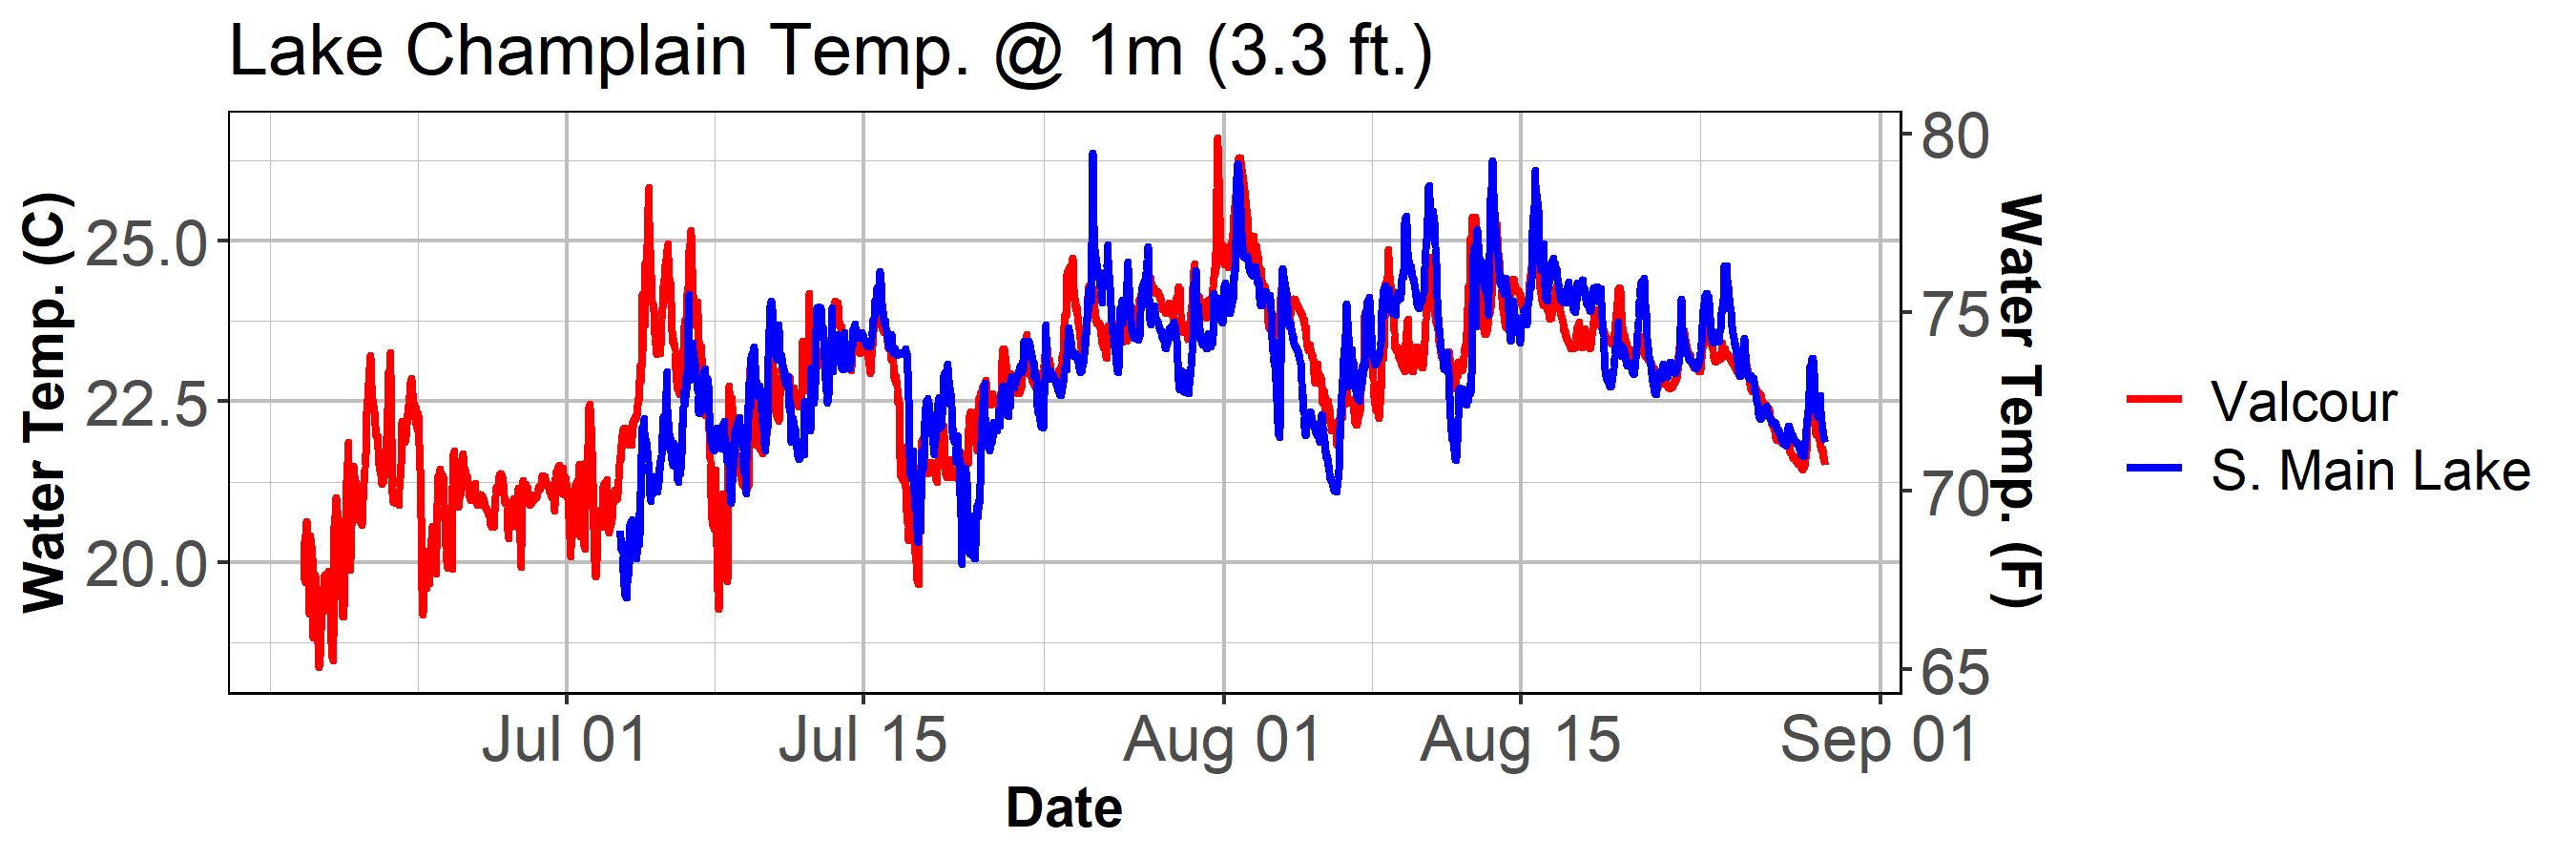 Lake Champlain Temp. @ 1m (3.3 ft.)
Water Temp. (C)
25.0
22.5
20.0
80
75
70
65
Water Temp. (F)
Jul 01
Jul 15
Aug 01
Aug 15
Sep 01
Date
Valcour
S. Main Lake